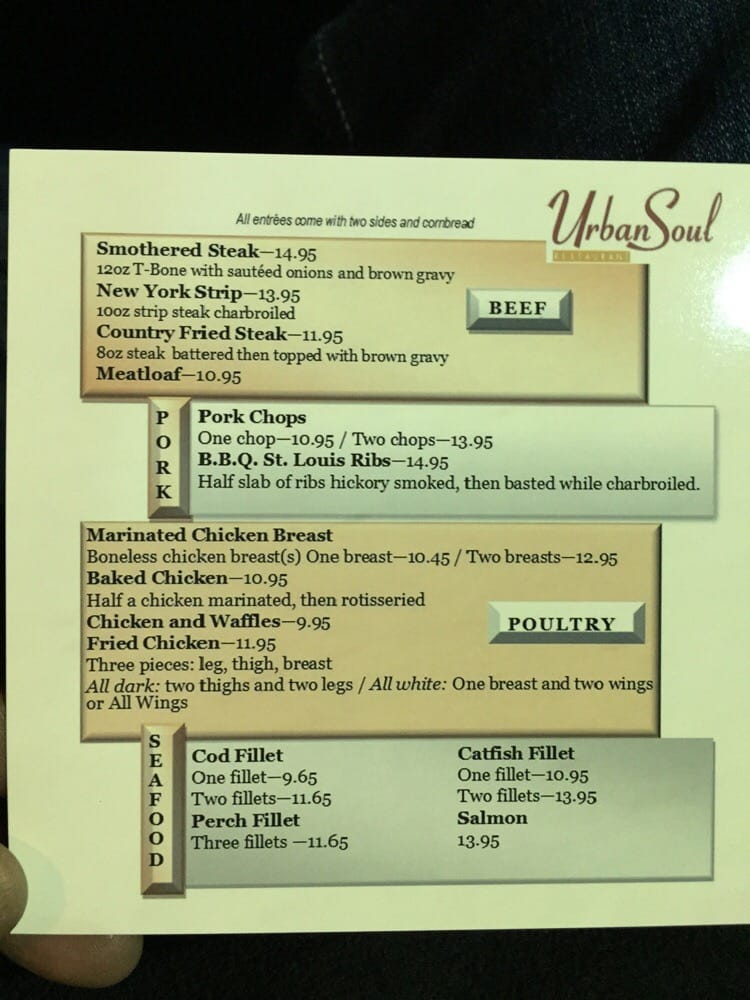 All entrèes come with two sides and cornbread
UrbanSoul
RESTAURANT
Smothered Steak—14.95
12oz T-Bone with sautéed onions and brown gravy
New York Strip—13.95
10oz strip steak charbroiled
Country Fried Steak—11.95
8oz steak battered then topped with brown gravy
Meatloaf—10.95
BEEF
PORK
Pork Chops
One chop—10.95 / Two chops—13.95
B.B.Q. St. Louis Ribs—14.95
Half slab of ribs hickory smoked, then basted while charbroiled.
Marinated Chicken Breast
Boneless chicken breast(s) One breast—10.45 / Two breasts—12.95
Baked Chicken—10.95
Half a chicken marinated, then rotisseried
Chicken and Waffles—9.95
Fried Chicken—11.95
Three pieces: leg, thigh, breast
All dark: two thighs and two legs / All white: One breast and two wings
or All Wings
POULTRY
SEAFOOD
Cod Fillet
One fillet—9.65
Two fillets—11.65
Perch Fillet
Three fillets —11.65
Catfish Fillet
One fillet—10.95
Two fillets—13.95
Salmon
13.95